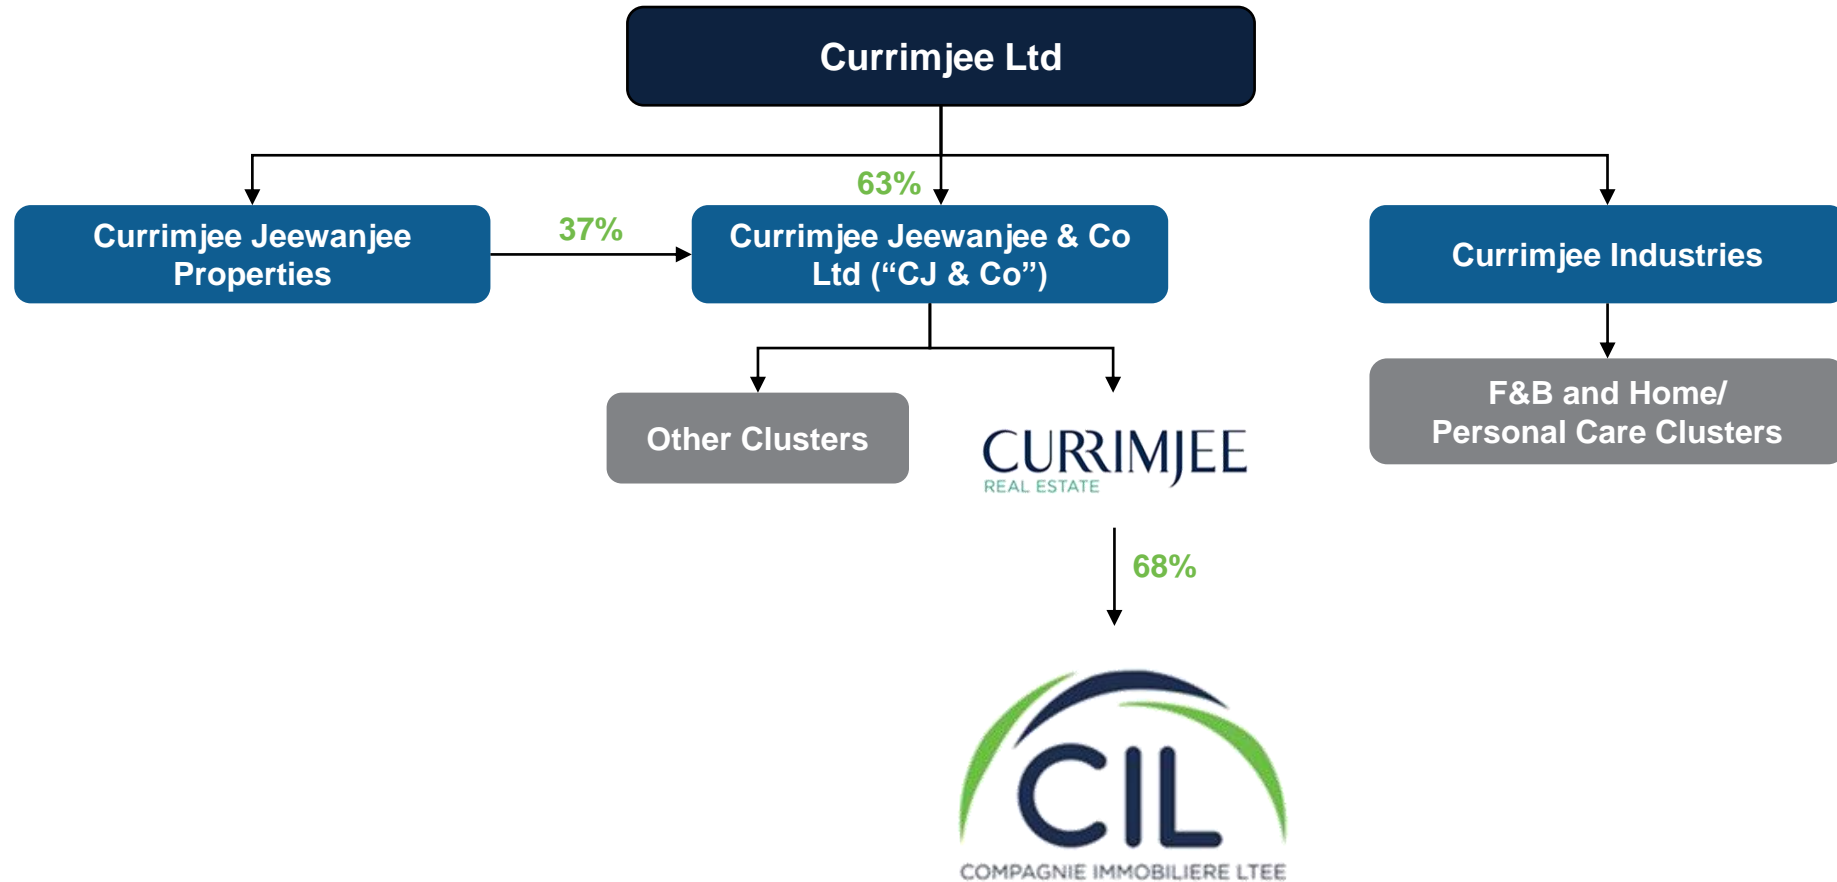 Currimjee Ltd
63%
Currimjee Jeewanjee
Properties
37%
Currimjee Jeewanjee & Co
Ltd (“CJ & Co”)
Currimjee Industries
Other Clusters
CURRIMJEE
REAL ESTATE
F&B and Home/
Personal Care Clusters
68%
CIL
COMPAGNIE IMMOBILIERE LTEE